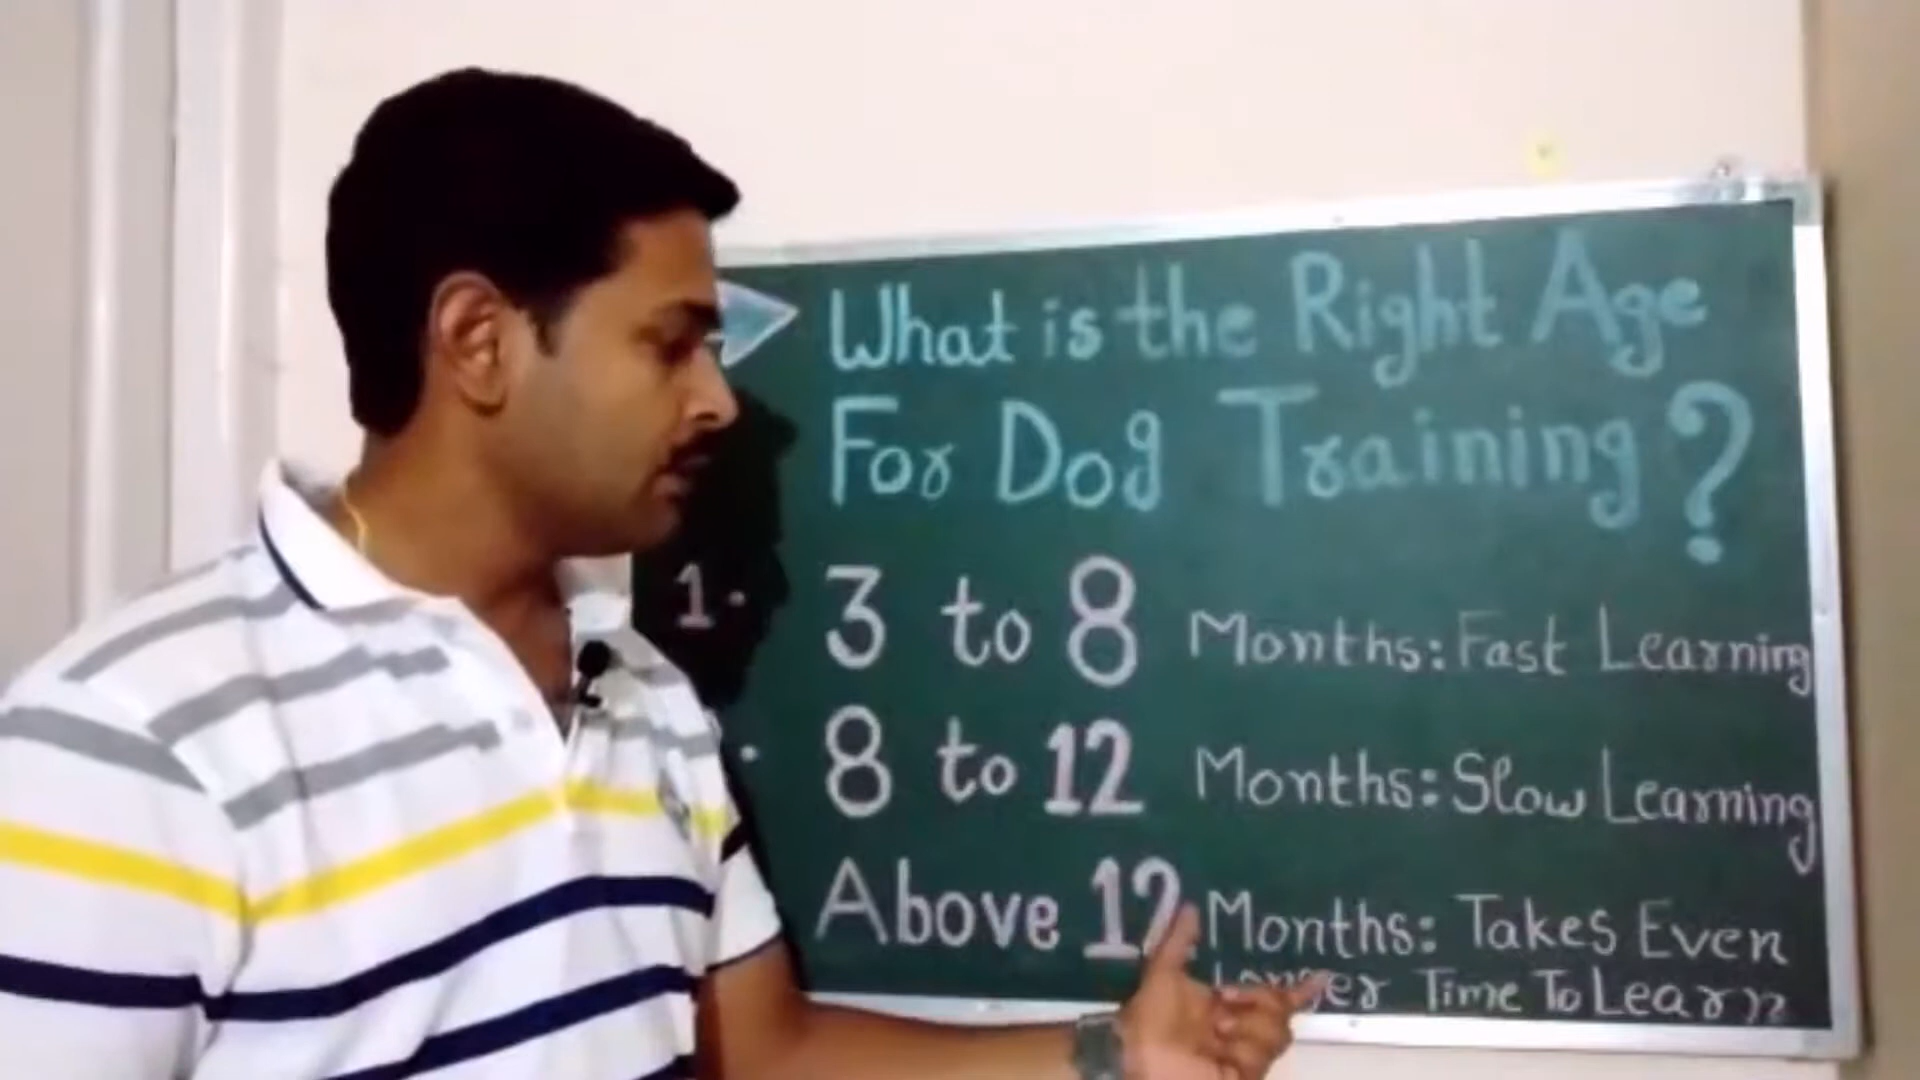 What is the Right Age
For Dog Training?
1. 3 to 8 Months: Fast Learning
. 8 to 12 Months: Slow Learning
Above 12 Months: Takes Even
Longer Time To Learn